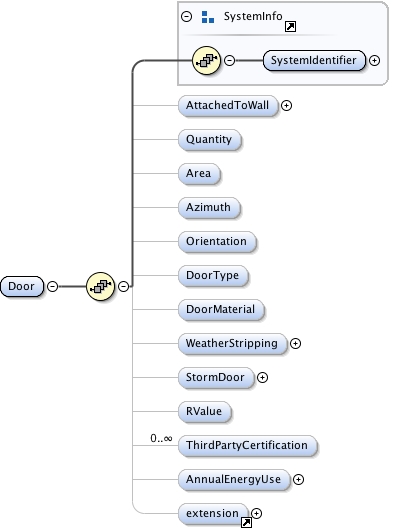 SystemInfo
SystemIdentifier
AttachedToWall
Quantity
Area
Azimuth
Orientation
DoorType
Door
DoorMaterial
WeatherStripping
StormDoor
RValue
0..∞
ThirdPartyCertification
AnnualEnergyUse
extension